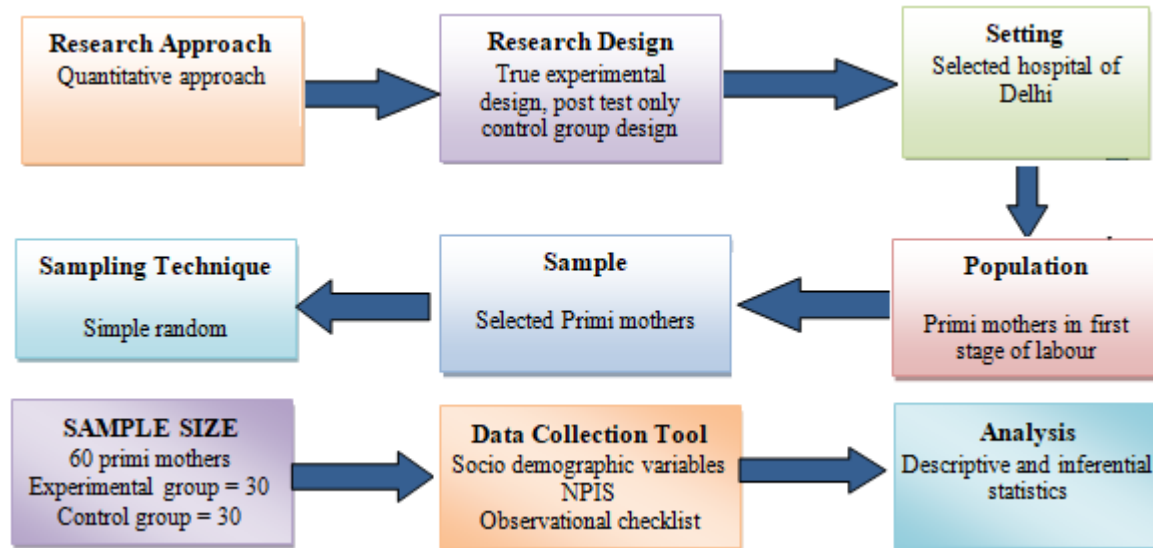 Research Approach
Quantitative approach
Research Design
True experimental
design, post test only
control group design
Setting
Selected hospital of
Delhi
Population
Primi mothers in first
stage of labour
Sample
Selected Primi mothers
Sampling Technique
Simple random
SAMPLE SIZE
60 primi mothers
Experimental group = 30
Control group = 30
Data Collection Tool
Socio demographic variables
NPIS
Observational checklist
Analysis
Descriptive and inferential
statistics